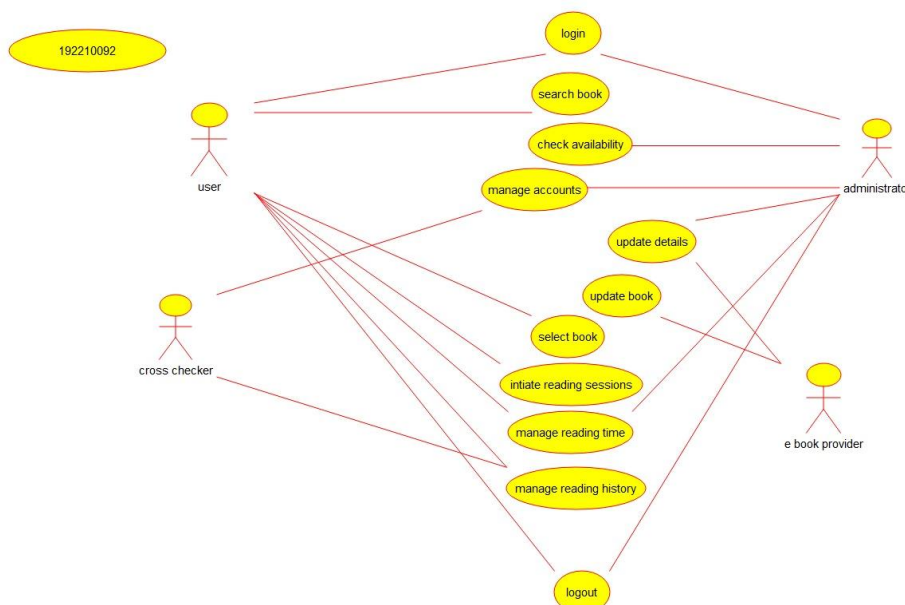 login
192210092
search book
check availability
user
manage accounts
administrato
update details
update book
select book
cross checker
intiate reading sessions
manage reading time
e book provider
manage reading history
logout